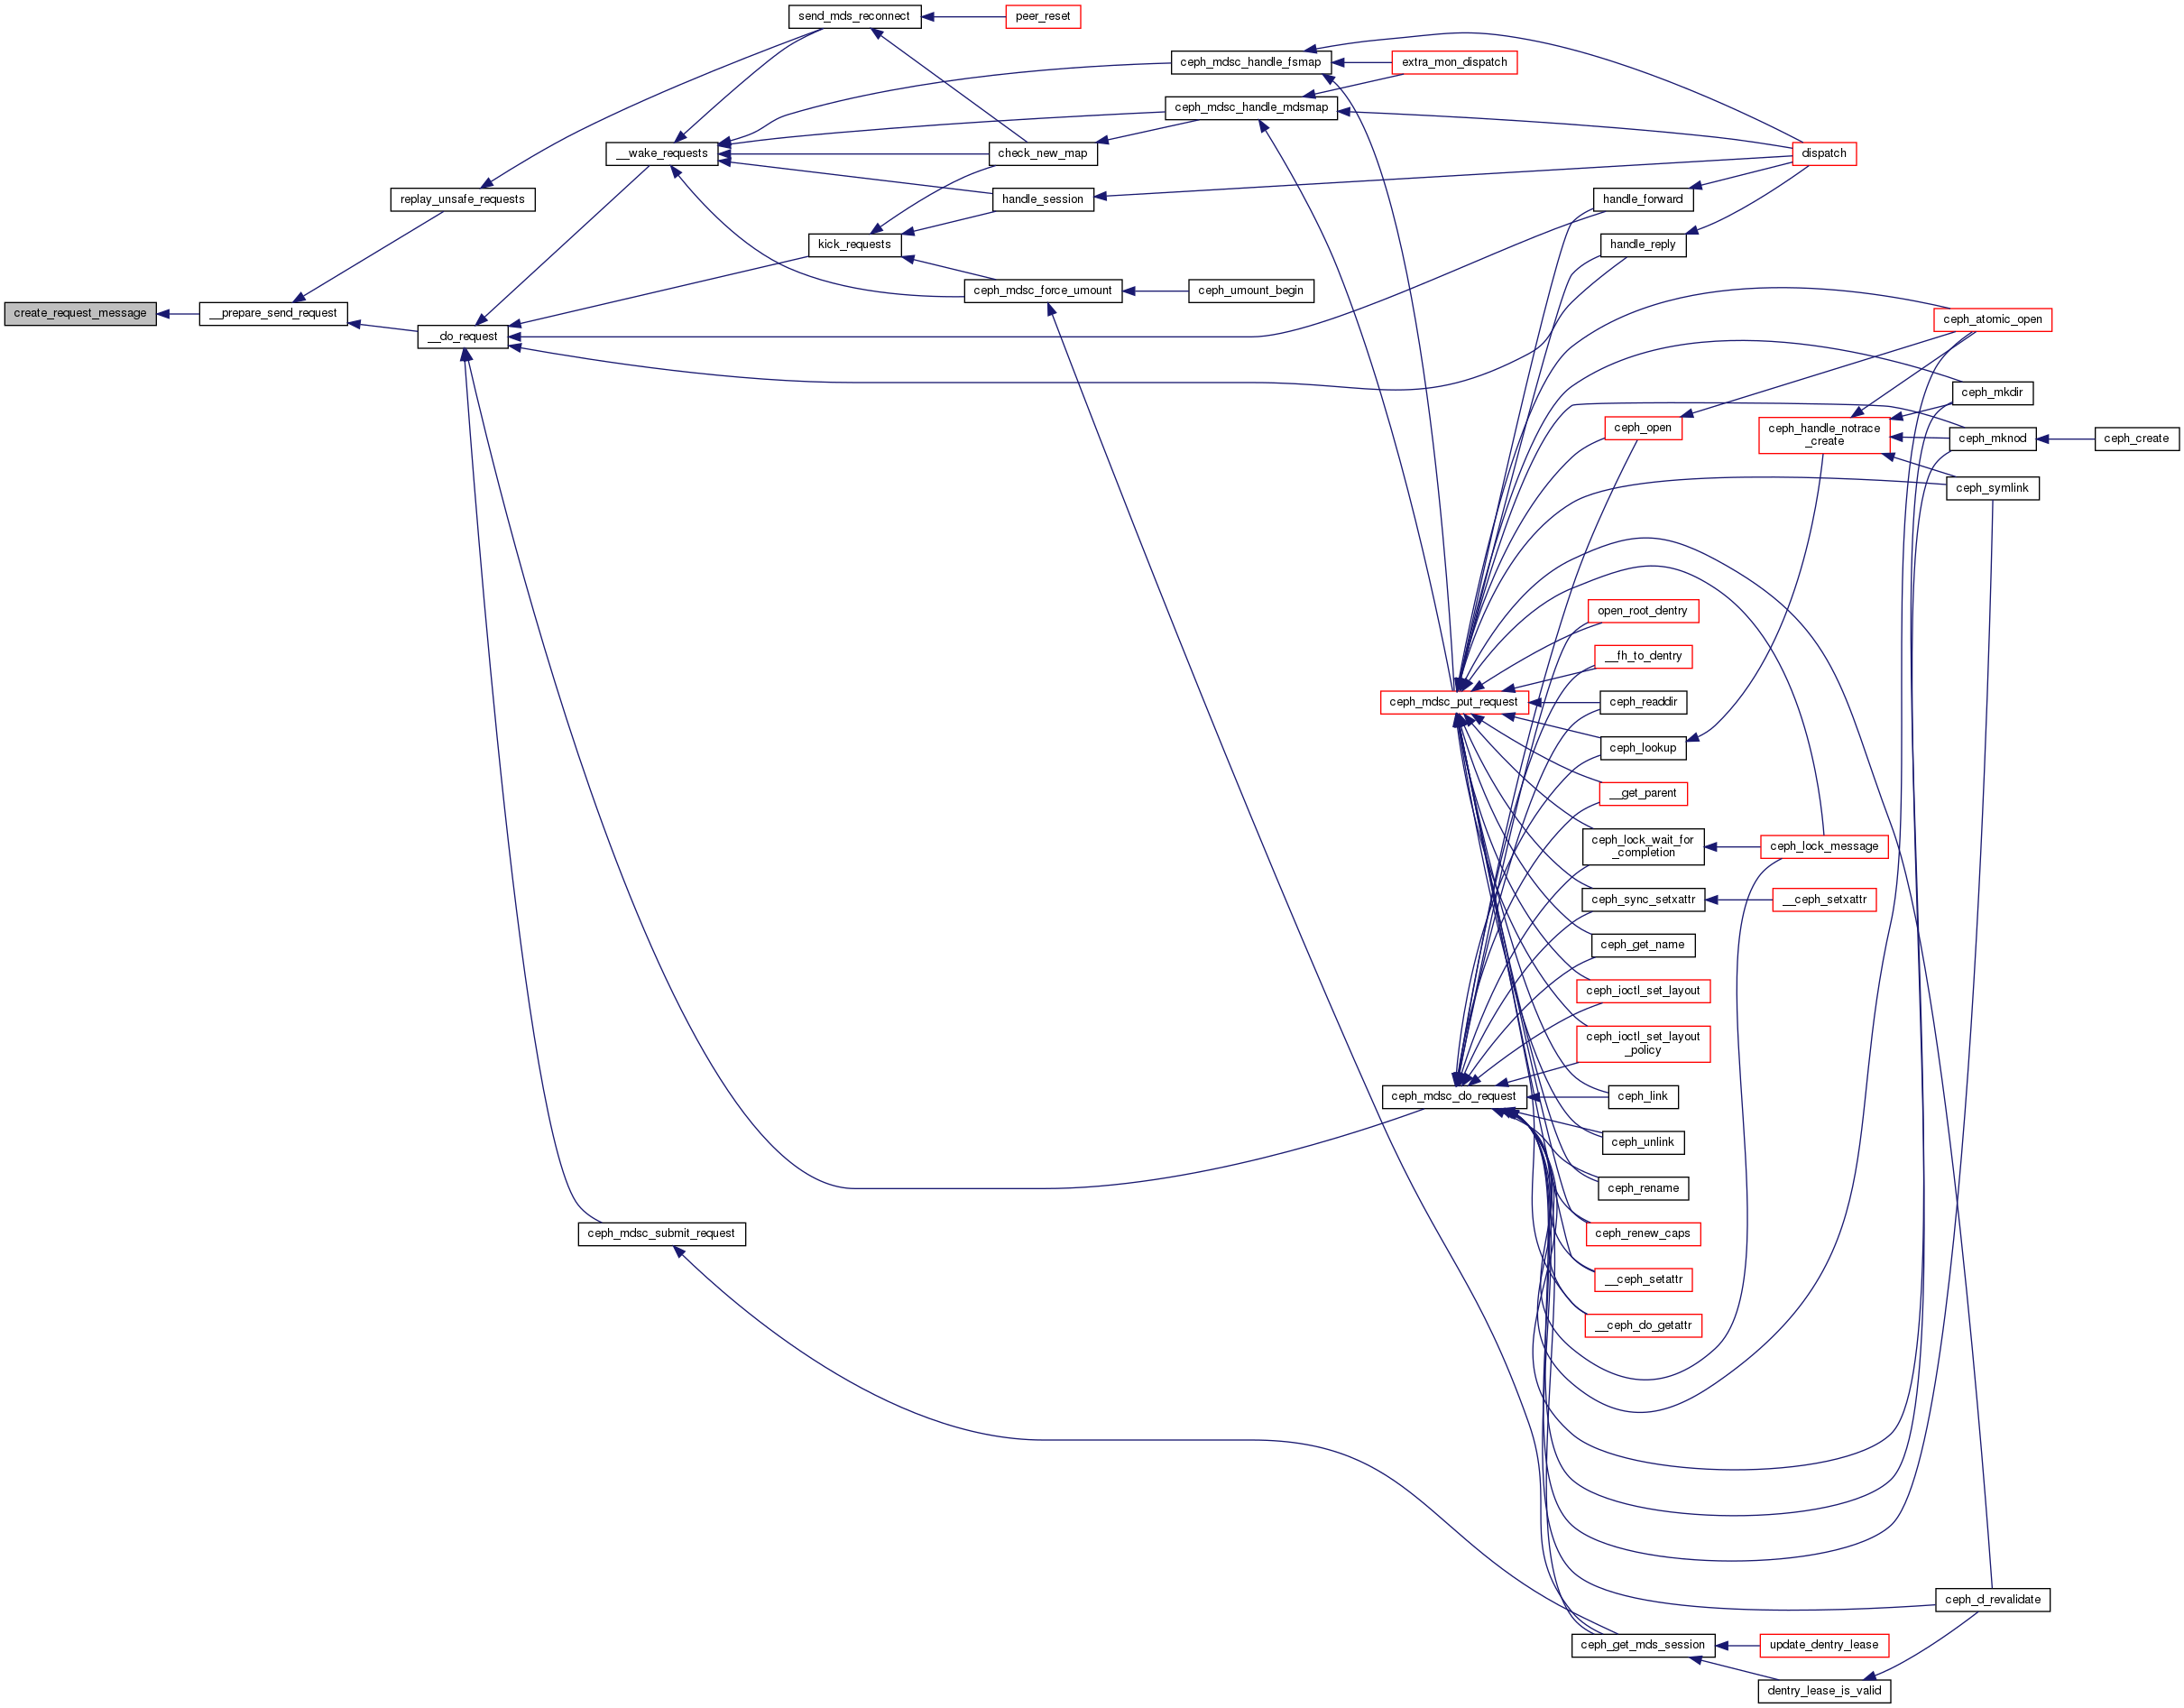 send_mds_reconnect
peer_reset
ceph_mdsc_handle_fsmap
extra_mon_dispatch
ceph_mdsc_handle_mdsmap
__wake_requests
check_new_map
dispatch
replay_unsafe_requests
handle_session
handle_forward
kick_requests
handle_reply
ceph_mdsc_force_umount
ceph_umount_begin
create_request_message
__prepare_send_request
__do_request
ceph_atomic_open
ceph_mkdir
ceph_open
ceph_handle_notrace
_create
ceph_mknod
ceph_create
ceph_symlink
open_root_dentry
__fh_to_dentry
ceph_mdsc_put_request
ceph_readdir
ceph_lookup
__get_parent
ceph_lock_wait_for
_completion
ceph_lock_message
ceph_sync_setxattr
__ceph_setxattr
ceph_get_name
ceph_ioctl_set_layout
ceph_ioctl_set_layout
_policy
ceph_mdsc_do_request
ceph_link
ceph_unlink
ceph_rename
ceph_mdsc_submit_request
ceph_renew_caps
__ceph_setattr
__ceph_do_getattr
ceph_d_revalidate
ceph_get_mds_session
update_dentry_lease
dentry_lease_is_valid